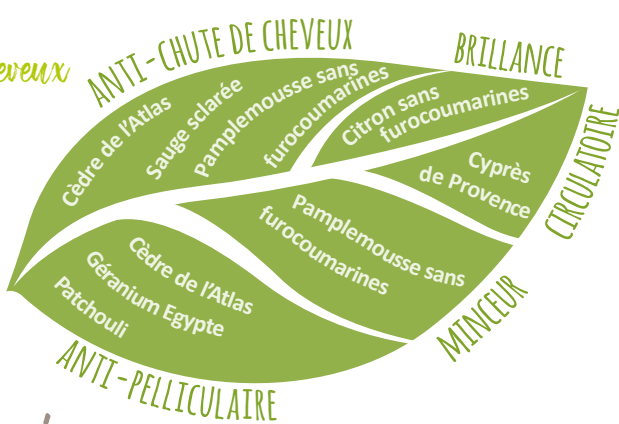 ANTI-CHUTE DE CHEVEUX
Cèdre de l'Atlas
Sauge sclarée
Pamplemousse sans
furocoumarines
BRILLANCE
Citron sans
furocoumarines
CIRCULATOIRE
Cyprès
de Provence
MINCEUR
Pamplemousse sans
furocoumarines
ANTI-PELLICULAIRE
Cèdre de l'Atlas
Géranium Egypte
Patchouli